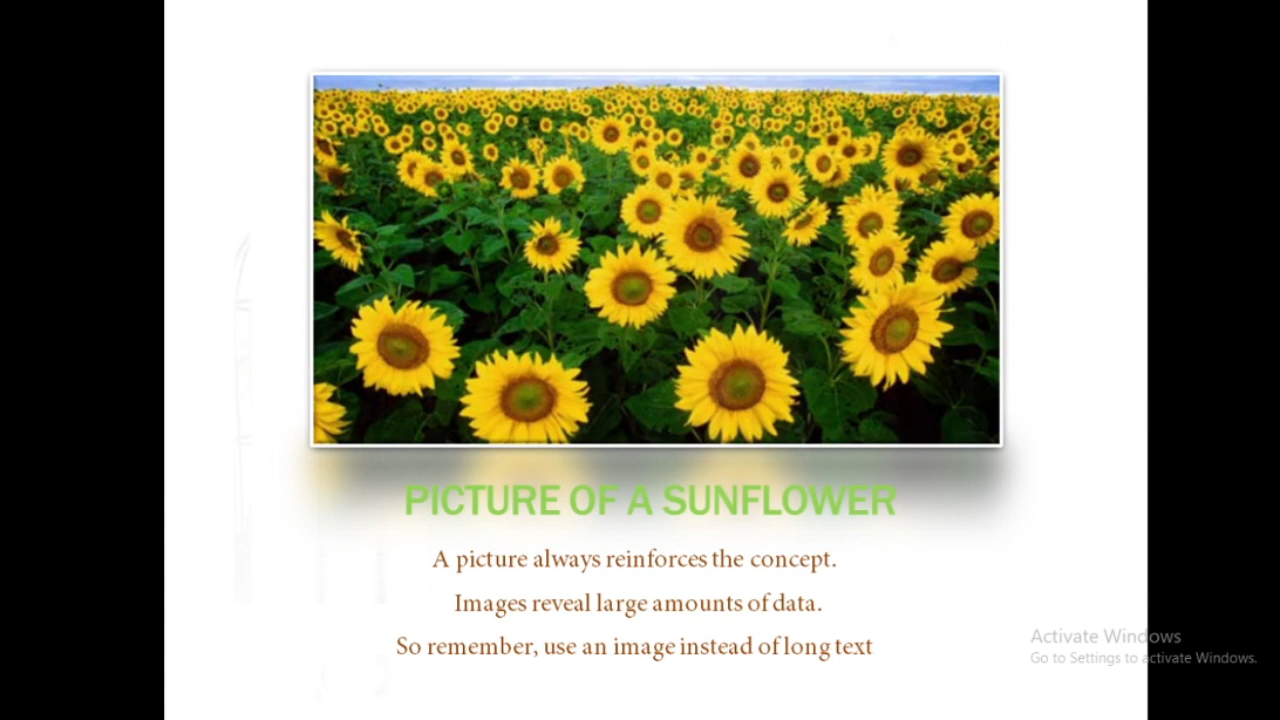 PICTURE OF A SUNFLOWER
A picture always reinforces the concept.
Images reveal large amounts of data.
So remember, use an image instead of long text
Activate Windows
Go to Settings to activate Windows.